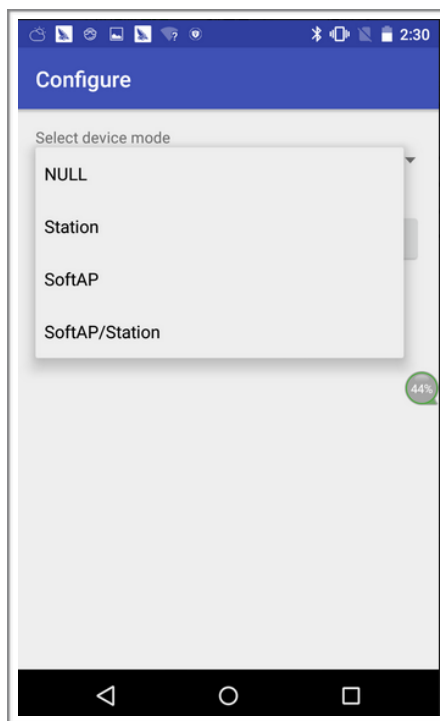 2:30
Configure
Select device mode
NULL
Station
SoftAP
SoftAP/Station
44%